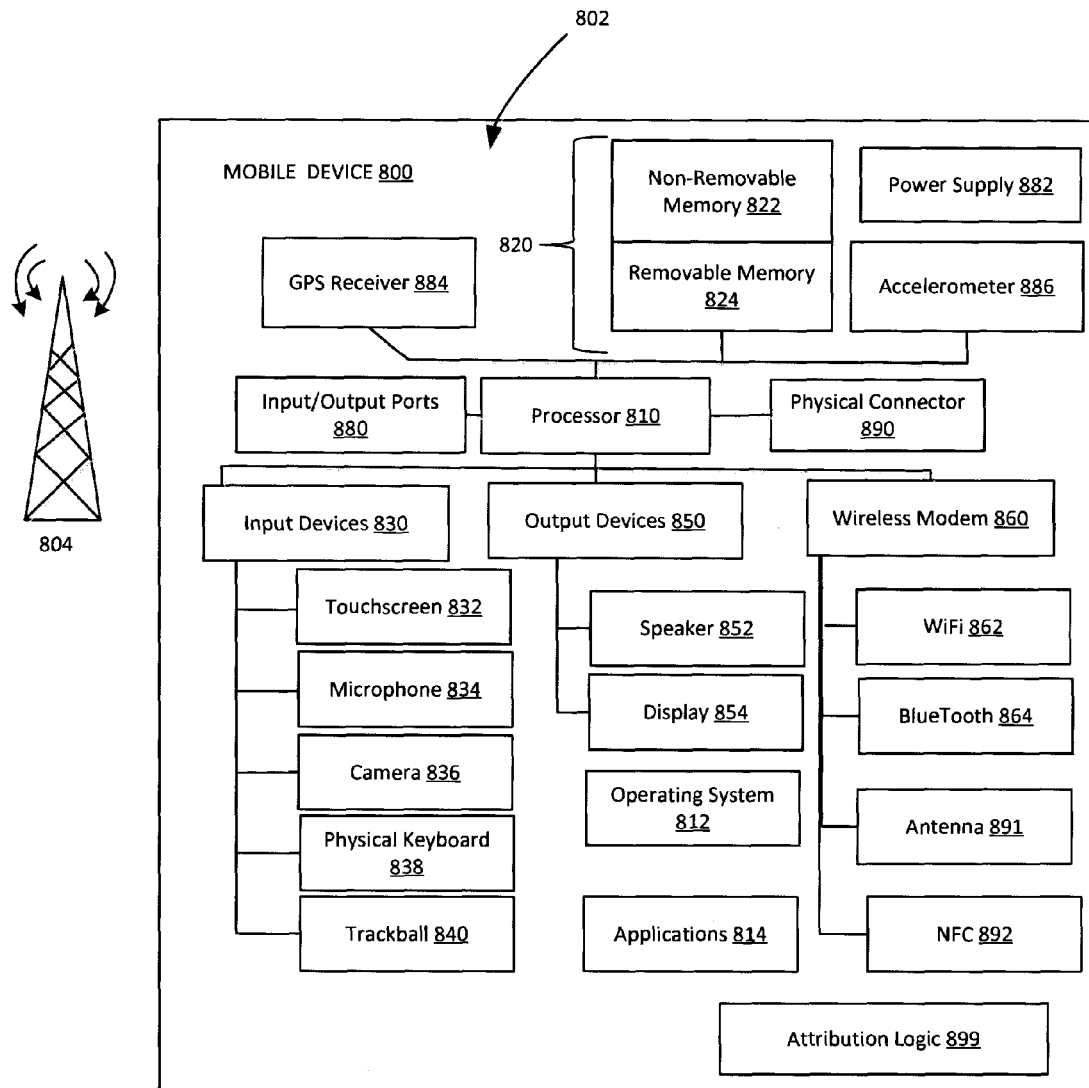 802
MOBILE DEVICE 800
Non-Removable
Memory 822
Power Supply 882
820
GPS Receiver 884
Removable Memory
824
Accelerometer 886
Input/Output Ports
880
Processor 810
Physical Connector
890
804
Input Devices 830
Output Devices 850
Wireless Modem 860
Touchscreen 832
Speaker 852
WiFi 862
Microphone 834
Display 854
BlueTooth 864
Camera 836
Operating System
812
Antenna 891
Physical Keyboard
838
Trackball 840
Applications 814
NFC 892
Attribution Logic 899